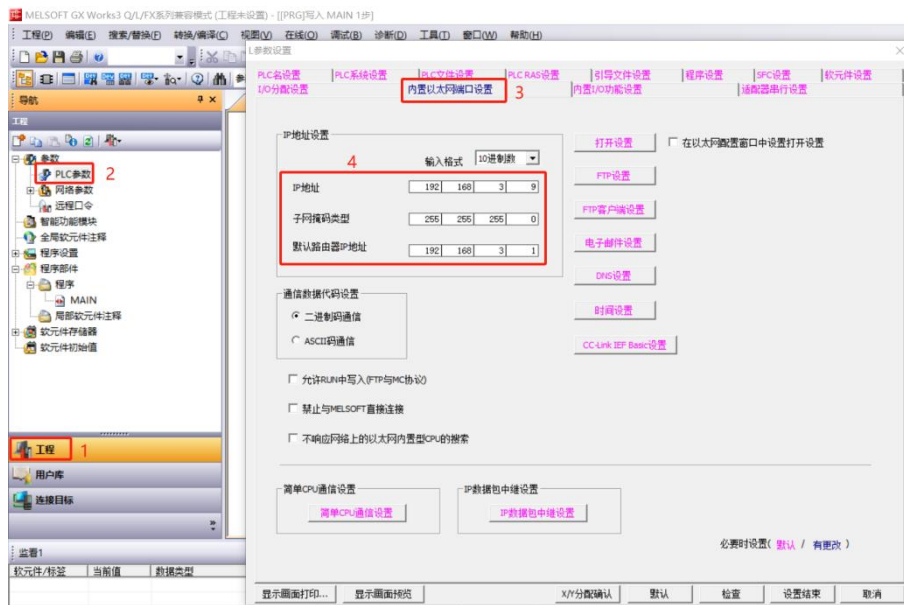 MELSOFT GX Works3 Q/L/FX系列兼容模式 (工程未设置) - [[PRG]写入 MAIN 1步]
工程(P) 编辑(E) 搜索/替换(F) 转换/编译(C) 视图(V) 在线(O) 调试(B) 诊断(D) 工具(T) 窗口(W) 帮助(H)
L参数设置
PLC名设置 PLC系统设置 PLC文件设置 PLC RAS设置 引导文件设置 程序设置 SFC设置 软元件设置
I/O分配设置 内置以太网端口设置 3 内置I/O功能设置 适配器串行设置
导航
工程
参数
PLC参数 2
网络参数
远程口令
智能功能模块
全局软元件注释
程序设置
程序部件
程序
MAIN
局部软元件注释
软元件存储器
软元件初始值
工程 1
用户库
连接目标
监看1
软元件/标签 当前值 数据类型
IP地址设置
4 输入格式 10进制数
IP地址 192 168 3 9
子网掩码类型 255 255 255 0
默认路由器IP地址 192 168 3 1
通信数据代码设置
二进制码通信
ASCII码通信
允许RUN中写入(FTP与MC协议)
禁止与MELSOFT直接连接
不响应网络上的以太网内置型CPU的搜索
打开设置 在以太网配置窗口中设置打开设置
FTP设置
FTP客户端设置
电子邮件设置
DNS设置
时间设置
CC-Link IEF Basic设置
简单CPU通信设置 IP数据包中继设置
简单CPU通信设置 IP数据包中继设置
必要时设置( 默认 / 有更改 )
显示画面打印... 显示画面预览 X/Y分配确认 默认 检查 设置结束 取消